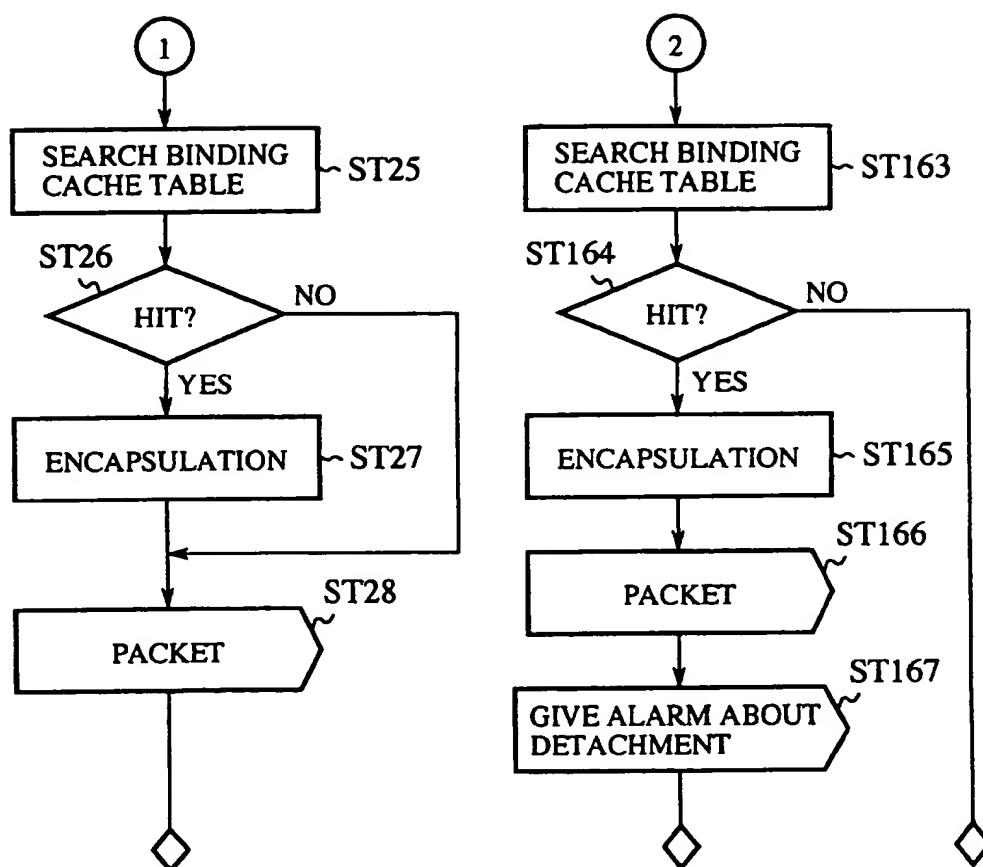 1
SEARCH BINDING
CACHE TABLE
ST25
ST26
HIT?
NO
YES
ENCAPSULATION
ST27
ST28
PACKET
2
SEARCH BINDING
CACHE TABLE
ST163
ST164
HIT?
NO
YES
ENCAPSULATION
ST165
ST166
PACKET
ST167
GIVE ALARM ABOUT
DETACHMENT